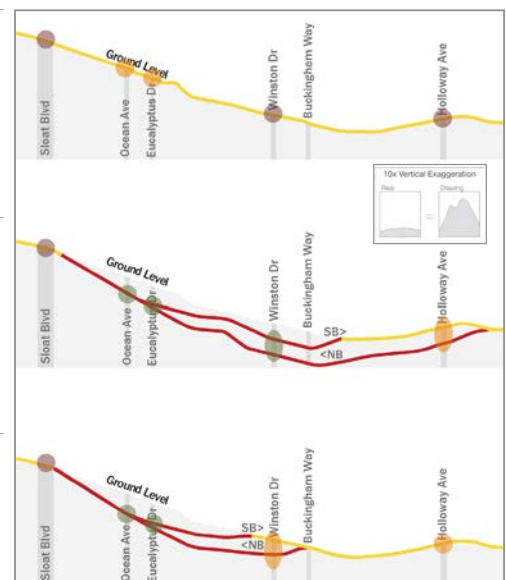 Ground Level
Sloat Blvd
Ocean Ave
Eucalyptus Dr
Winston Dr
Buckingham Way
Holloway Ave
10x Vertical Exaggeration
Real
Drawing
=
Ground Level
Sloat Blvd
Ocean Ave
Eucalyptus Dr
Winston Dr
Buckingham Way
SB>
<NB
Holloway Ave
Ground Level
Sloat Blvd
Ocean Ave
Eucalyptus Dr
SB>
<NB
Winston Dr
Buckingham Way
Holloway Ave